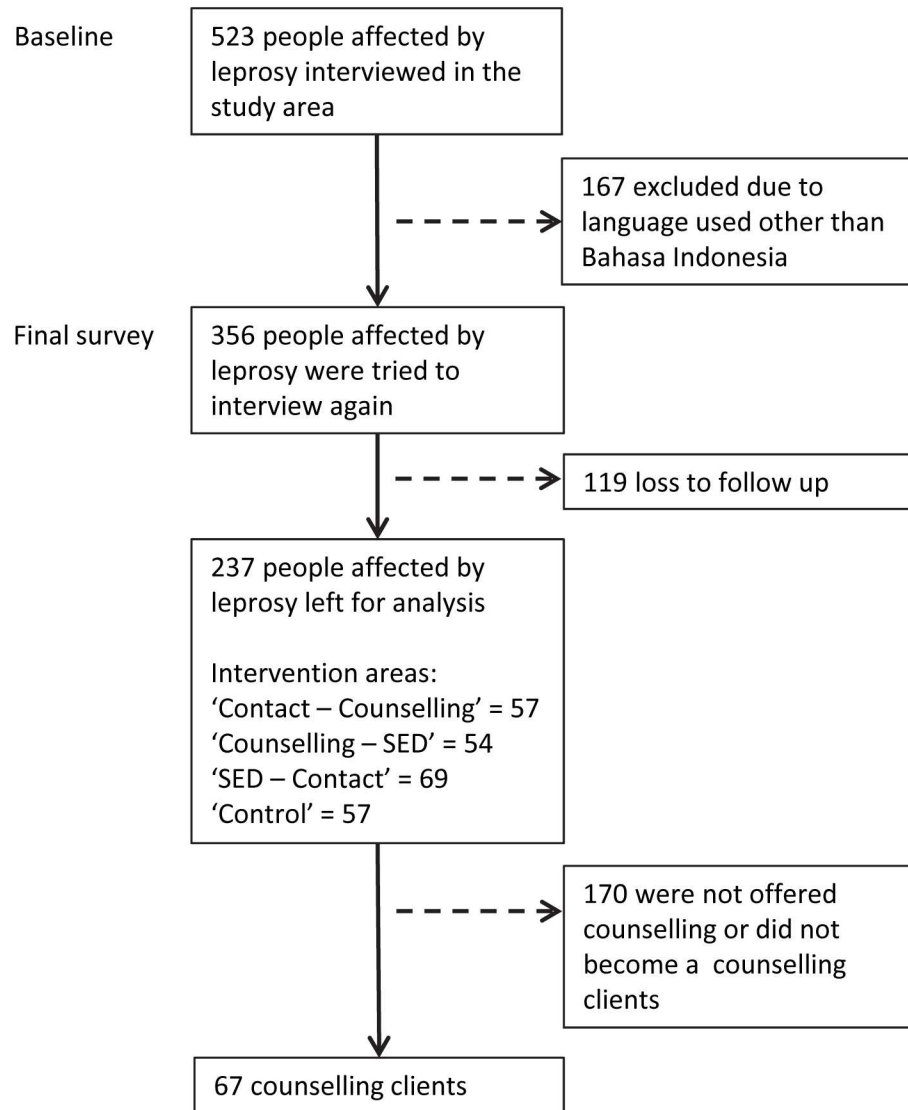 Baseline
523 people affected by
leprosy interviewed in the
study area
167 excluded due to
language used other than
Bahasa Indonesia
Final survey
356 people affected by
leprosy were tried to
interview again
119 loss to follow up
237 people affected by
leprosy left for analysis
Intervention areas:
‘Contact – Counselling’ = 57
‘Counselling – SED’ = 54
‘SED – Contact’ = 69
‘Control’ = 57
170 were not offered
counselling or did not
become a  counselling
clients
67 counselling clients